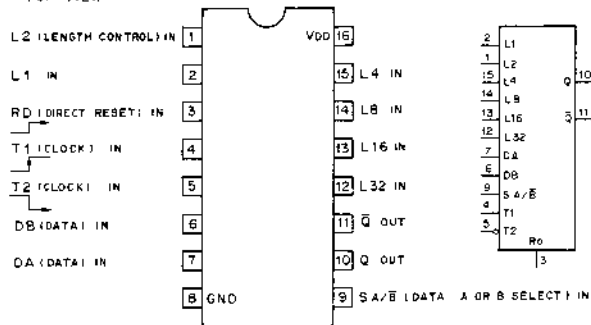 L2 (LENGTH CONTROL) IN 1
L1 IN 2
RD (DIRECT RESET) IN 3
T1 (CLOCK) IN 4
T2 (CLOCK) IN 5
DB (DATA) IN 6
DA (DATA) IN 7
8 GND
VDD 16
15 L4 IN
14 L8 IN
13 L16 IN
12 L32 IN
11 Q̅ OUT
10 Q OUT
9 SA/B̅ (DATA A OR B SELECT) IN
2 L1
1 L2
15 L4
14 L8
13 L16
12 L32
7 DA
6 DB
9 SA/B̅
4 T1
5 T2
Q 10
Q̅ 11
RD
3